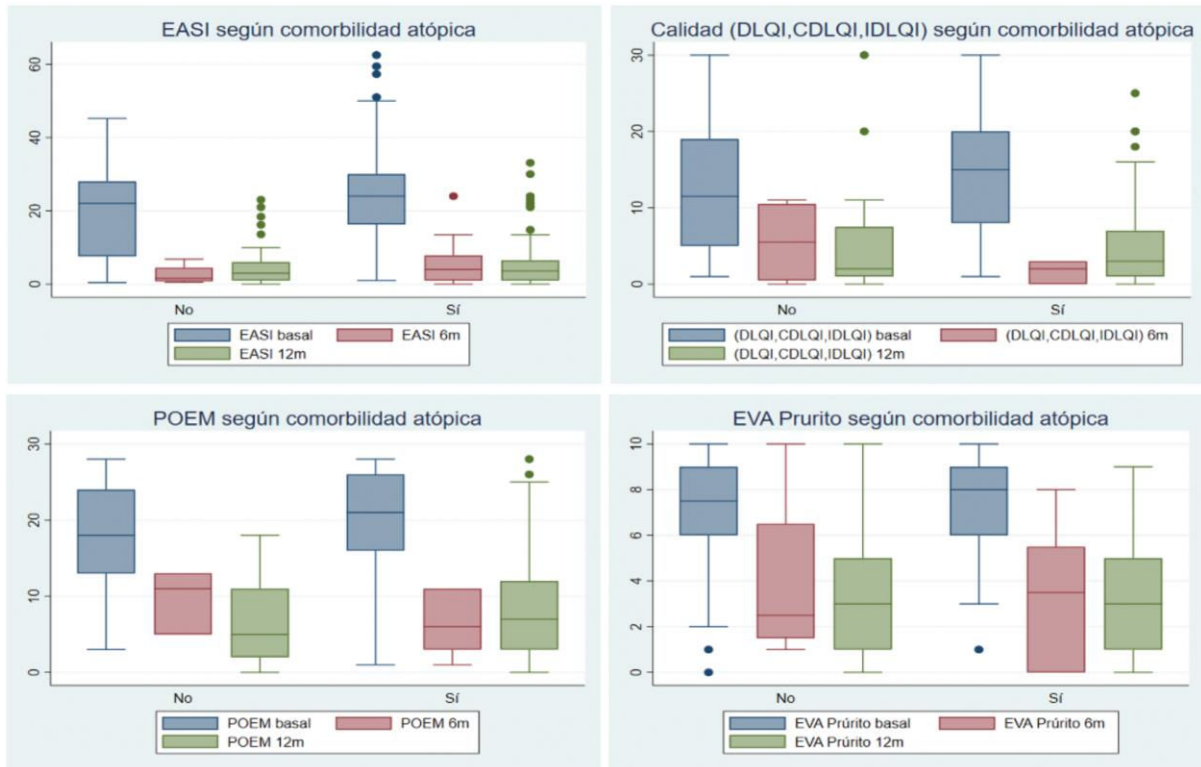 EASI según comorbilidad atópica
60
40
20
0
No Sí
EASI basal EASI 6m
EASI 12m
Calidad (DLQI,CDLQI,IDLQI) según comorbilidad atópica
30
20
10
0
No Sí
(DLQI,CDLQI,IDLQI) basal (DLQI,CDLQI,IDLQI) 6m
(DLQI,CDLQI,IDLQI) 12m
POEM según comorbilidad atópica
30
20
10
0
No Sí
POEM basal POEM 6m
POEM 12m
EVA Prurito según comorbilidad atópica
10
8
6
4
2
0
No Sí
EVA Prúrito basal EVA Prúrito 6m
EVA Prúrito 12m